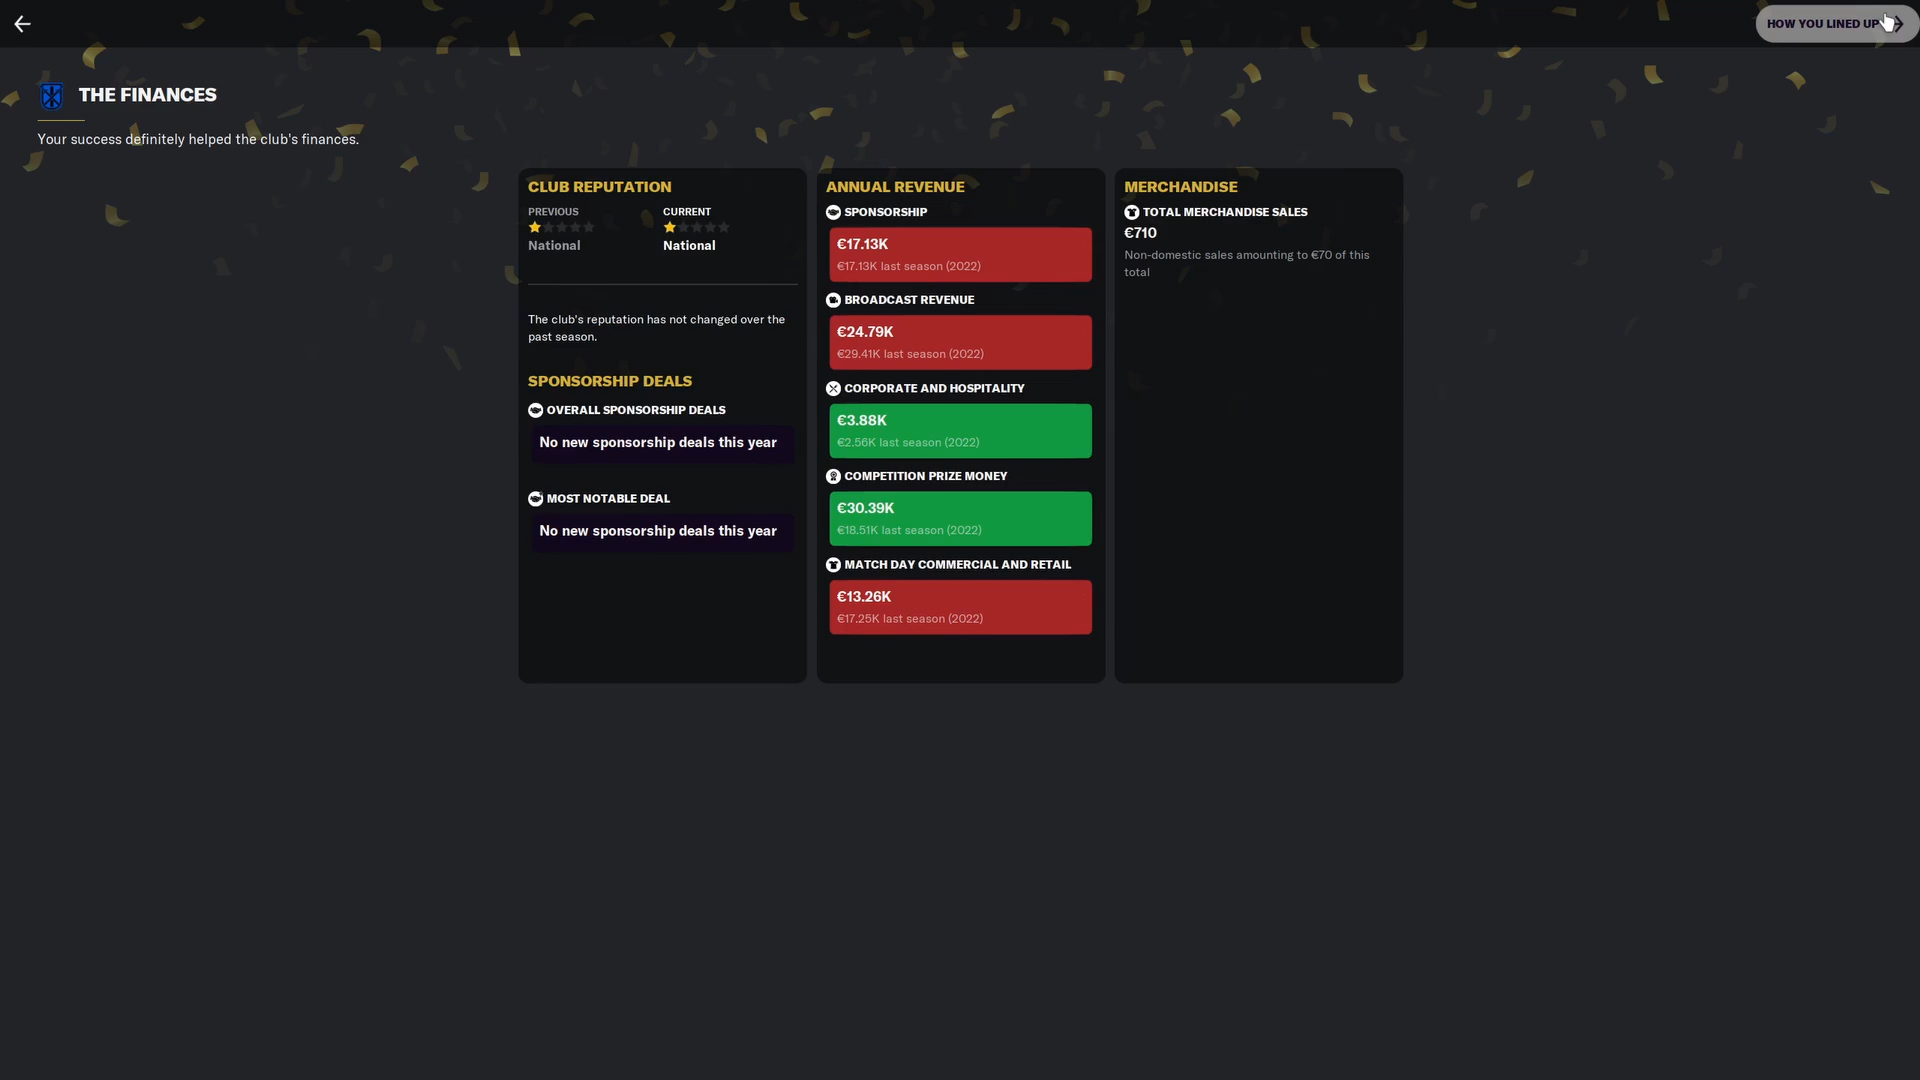 HOW YOU LINED UP
THE FINANCES
Your success definitely helped the club's finances.
CLUB REPUTATION
PREVIOUS
CURRENT
National
National
The club's reputation has not changed over the
past season.
SPONSORSHIP DEALS
OVERALL SPONSORSHIP DEALS
No new sponsorship deals this year
MOST NOTABLE DEAL
No new sponsorship deals this year
ANNUAL REVENUE
SPONSORSHIP
€17.13K
€17.13K last season (2022)
BROADCAST REVENUE
€24.79K
€29.41K last season (2022)
CORPORATE AND HOSPITALITY
€3.88K
€2.56K last season (2022)
COMPETITION PRIZE MONEY
€30.39K
€18.51K last season (2022)
MATCH DAY COMMERCIAL AND RETAIL
€13.26K
€17.25K last season (2022)
MERCHANDISE
TOTAL MERCHANDISE SALES
€710
Non-domestic sales amounting to €70 of this
total